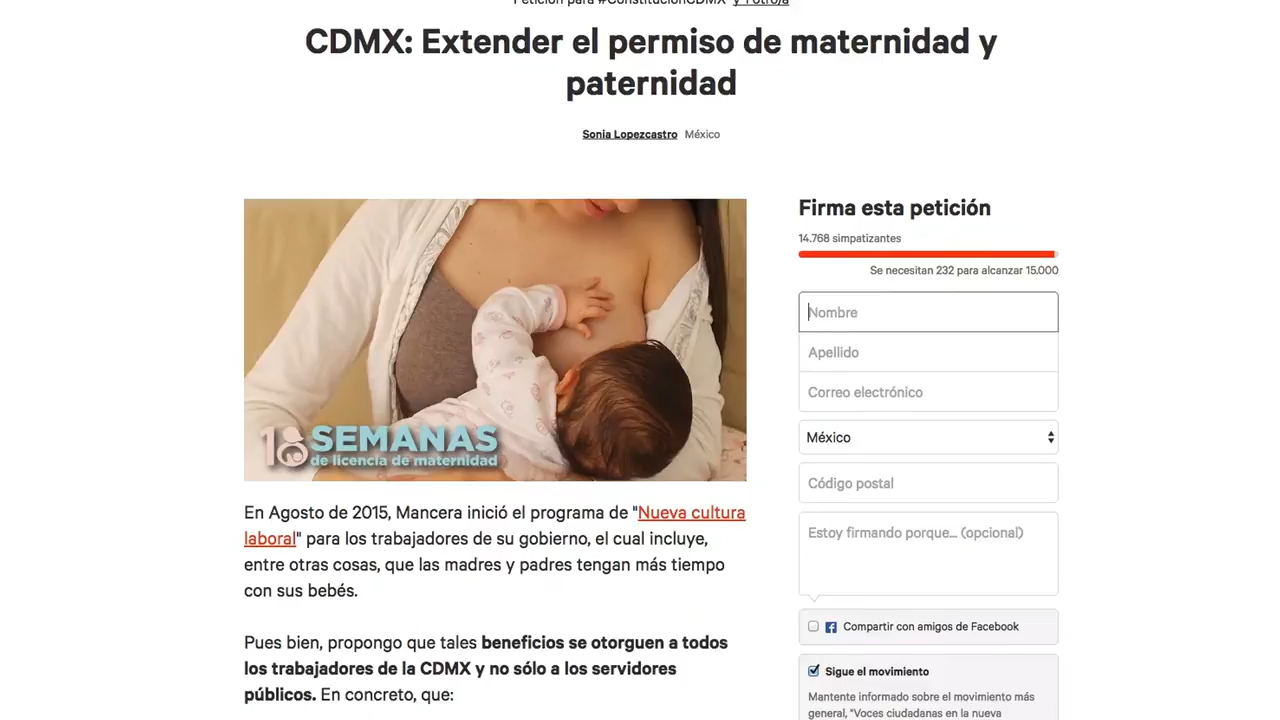 Petición para #ConstituciónCDMX y 1 otro/a
CDMX: Extender el permiso de maternidad y
paternidad
Sonia Lopezcastro México
18 SEMANAS
de licencia de maternidad
En Agosto de 2015, Mancera inició el programa de "Nueva cultura
laboral" para los trabajadores de su gobierno, el cual incluye,
entre otras cosas, que las madres y padres tengan más tiempo
con sus bebés.
Pues bien, propongo que tales beneficios se otorguen a todos
los trabajadores de la CDMX y no sólo a los servidores
públicos. En concreto, que:
Firma esta petición
14.768 simpatizantes
Se necesitan 232 para alcanzar 15.000
Nombre
Apellido
Correo electrónico
México
Código postal
Estoy firmando porque... (opcional)
Compartir con amigos de Facebook
Sigue el movimiento
Mantente informado sobre el movimiento más
general, "Voces ciudadanas en la nueva